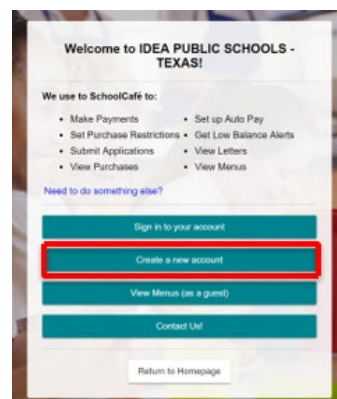 Welcome to IDEA PUBLIC SCHOOLS -
TEXAS!
We use to SchoolCafé to:
• Make Payments
• Set Purchase Restrictions
• Submit Applications
• View Purchases
• Set up Auto Pay
• Get Low Balance Alerts
• View Letters
• View Menus
Need to do something else?
Sign in to your account
Create a new account
View Menus (as a guest)
Contact Us!
Return to Homepage